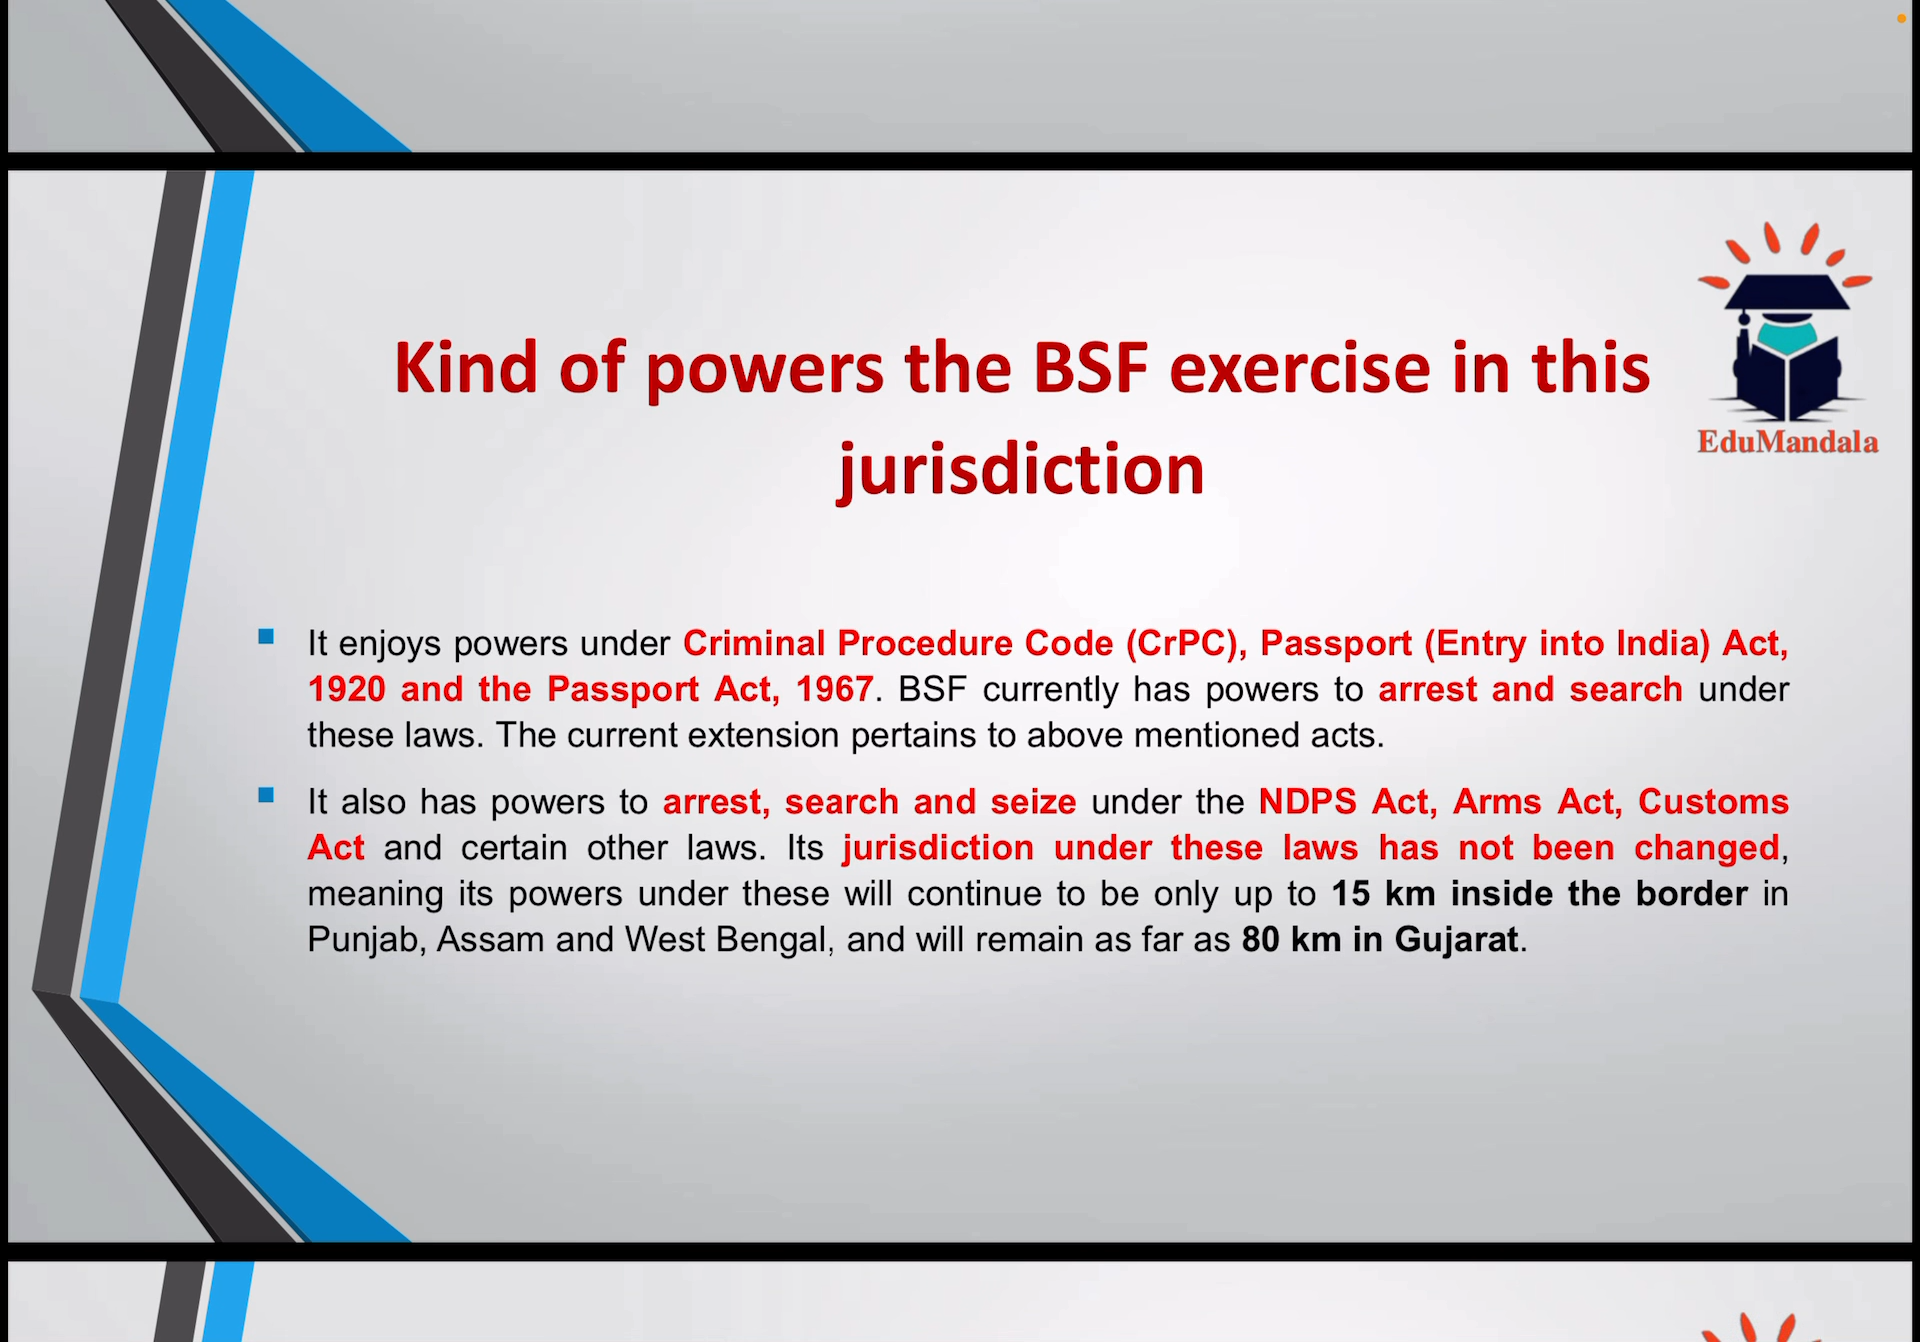 EduMandala
Kind of powers the BSF exercise in this
jurisdiction
It enjoys powers under Criminal Procedure Code (CrPC), Passport (Entry into India) Act,
1920 and the Passport Act, 1967. BSF currently has powers to arrest and search under
these laws. The current extension pertains to above mentioned acts.
It also has powers to arrest, search and seize under the NDPS Act, Arms Act, Customs
Act and certain other laws. Its jurisdiction under these laws has not been changed,
meaning its powers under these will continue to be only up to 15 km inside the border in
Punjab, Assam and West Bengal, and will remain as far as 80 km in Gujarat.